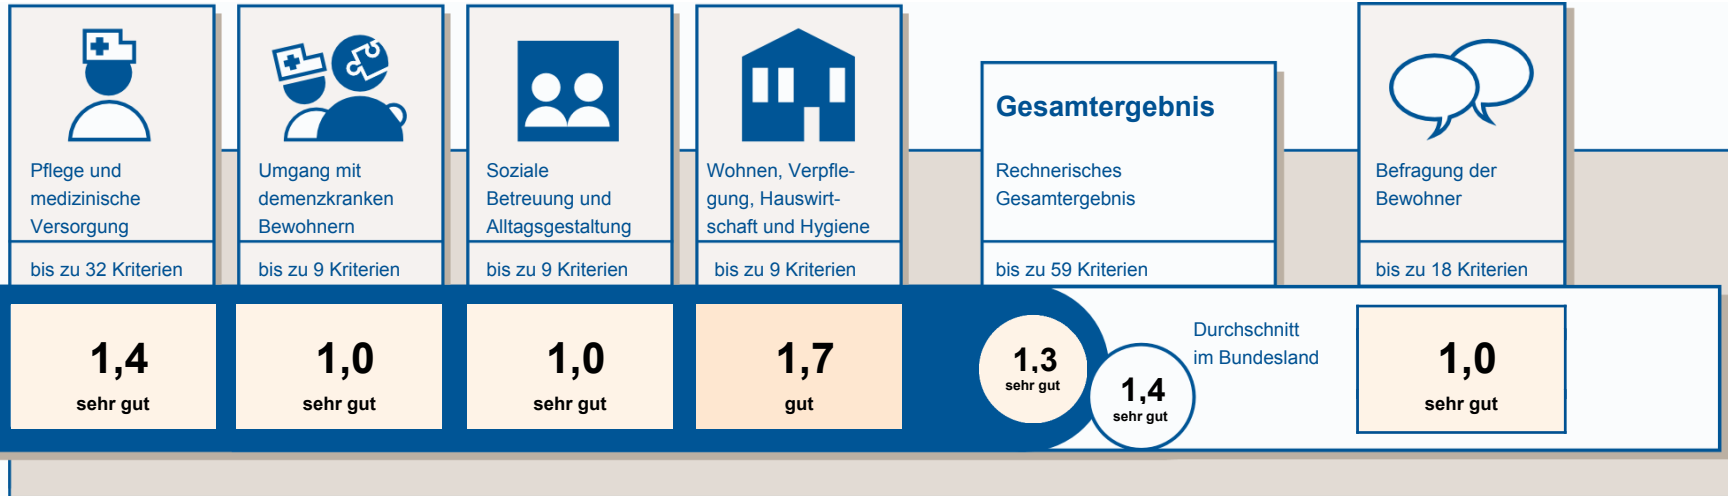 Pflege und
medizinische
Versorgung
bis zu 32 Kriterien
1,4
sehr gut
Umgang mit
demenzkranken
Bewohnern
bis zu 9 Kriterien
1,0
sehr gut
Soziale
Betreuung und
Alltagsgestaltung
bis zu 9 Kriterien
1,0
sehr gut
Wohnen, Verpfle-
gung, Hauswirt-
schaft und Hygiene
bis zu 9 Kriterien
1,7
gut
Gesamtergebnis
Rechnerisches
Gesamtergebnis
bis zu 59 Kriterien
1,3
sehr gut
1,4
sehr gut
Durchschnitt
im Bundesland
Befragung der
Bewohner
bis zu 18 Kriterien
1,0
sehr gut